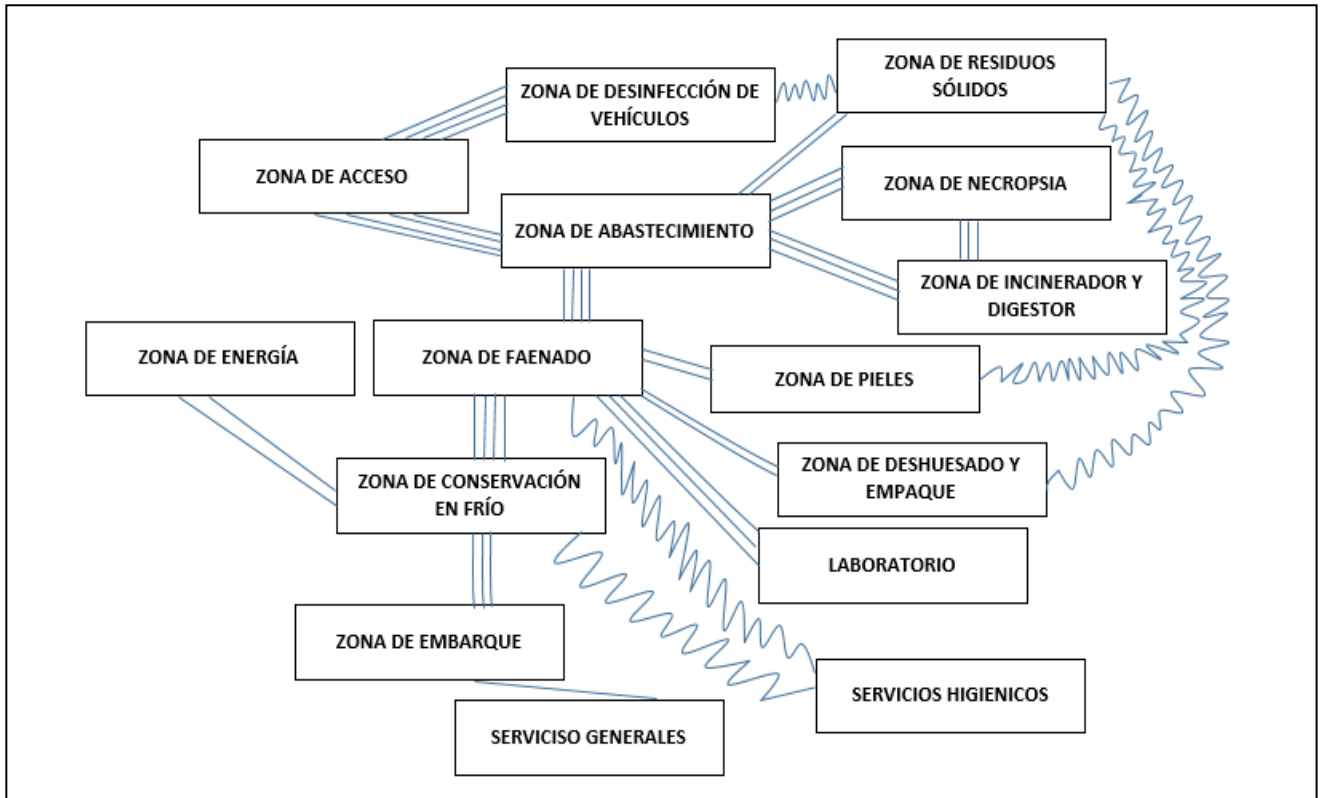 ZONA DE RESIDUOS
SÓLIDOS
ZONA DE DESINFECCIÓN DE
VEHÍCULOS
ZONA DE ACCESO
ZONA DE NECROPSIA
ZONA DE ABASTECIMIENTO
ZONA DE INCINERADOR Y
DIGESTOR
ZONA DE ENERGÍA
ZONA DE FAENADO
ZONA DE PIELES
ZONA DE DESHUESADO Y
EMPAQUE
ZONA DE CONSERVACIÓN
EN FRÍO
LABORATORIO
ZONA DE EMBARQUE
SERVICIOS HIGIENICOS
SERVICISO GENERALES